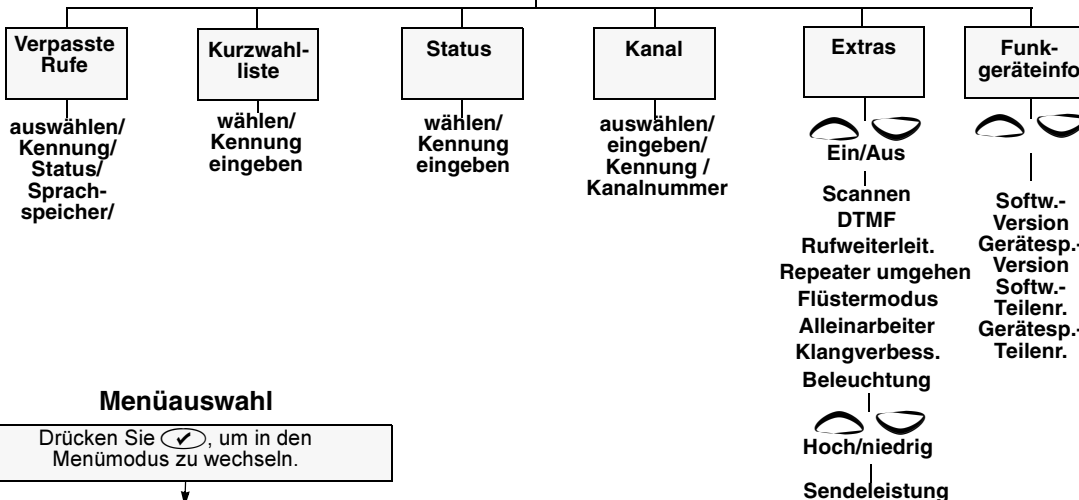 Verpasste
Rufe
Kurzwahl-
liste
Status
Kanal
Extras
Funk-
geräteinfo
auswählen/
Kennung/
Status/
Sprach-
speicher/
wählen/
Kennung
eingeben
wählen/
Kennung
eingeben
auswählen/
eingeben/
Kennung /
Kanalnummer
Ein/Aus
Scannen
DTMF
Rufweiterleit.
Repeater umgehen
Flüstermodus
Alleinarbeiter
Klangverbess.
Beleuchtung
Hoch/niedrig
Sendeleistung
Softw.-
Version
Gerätesp.-
Version
Softw.-
Teilenr.
Gerätesp.-
Teilenr.
Menüauswahl
Drücken Sie ✔, um in den
Menümodus zu wechseln.